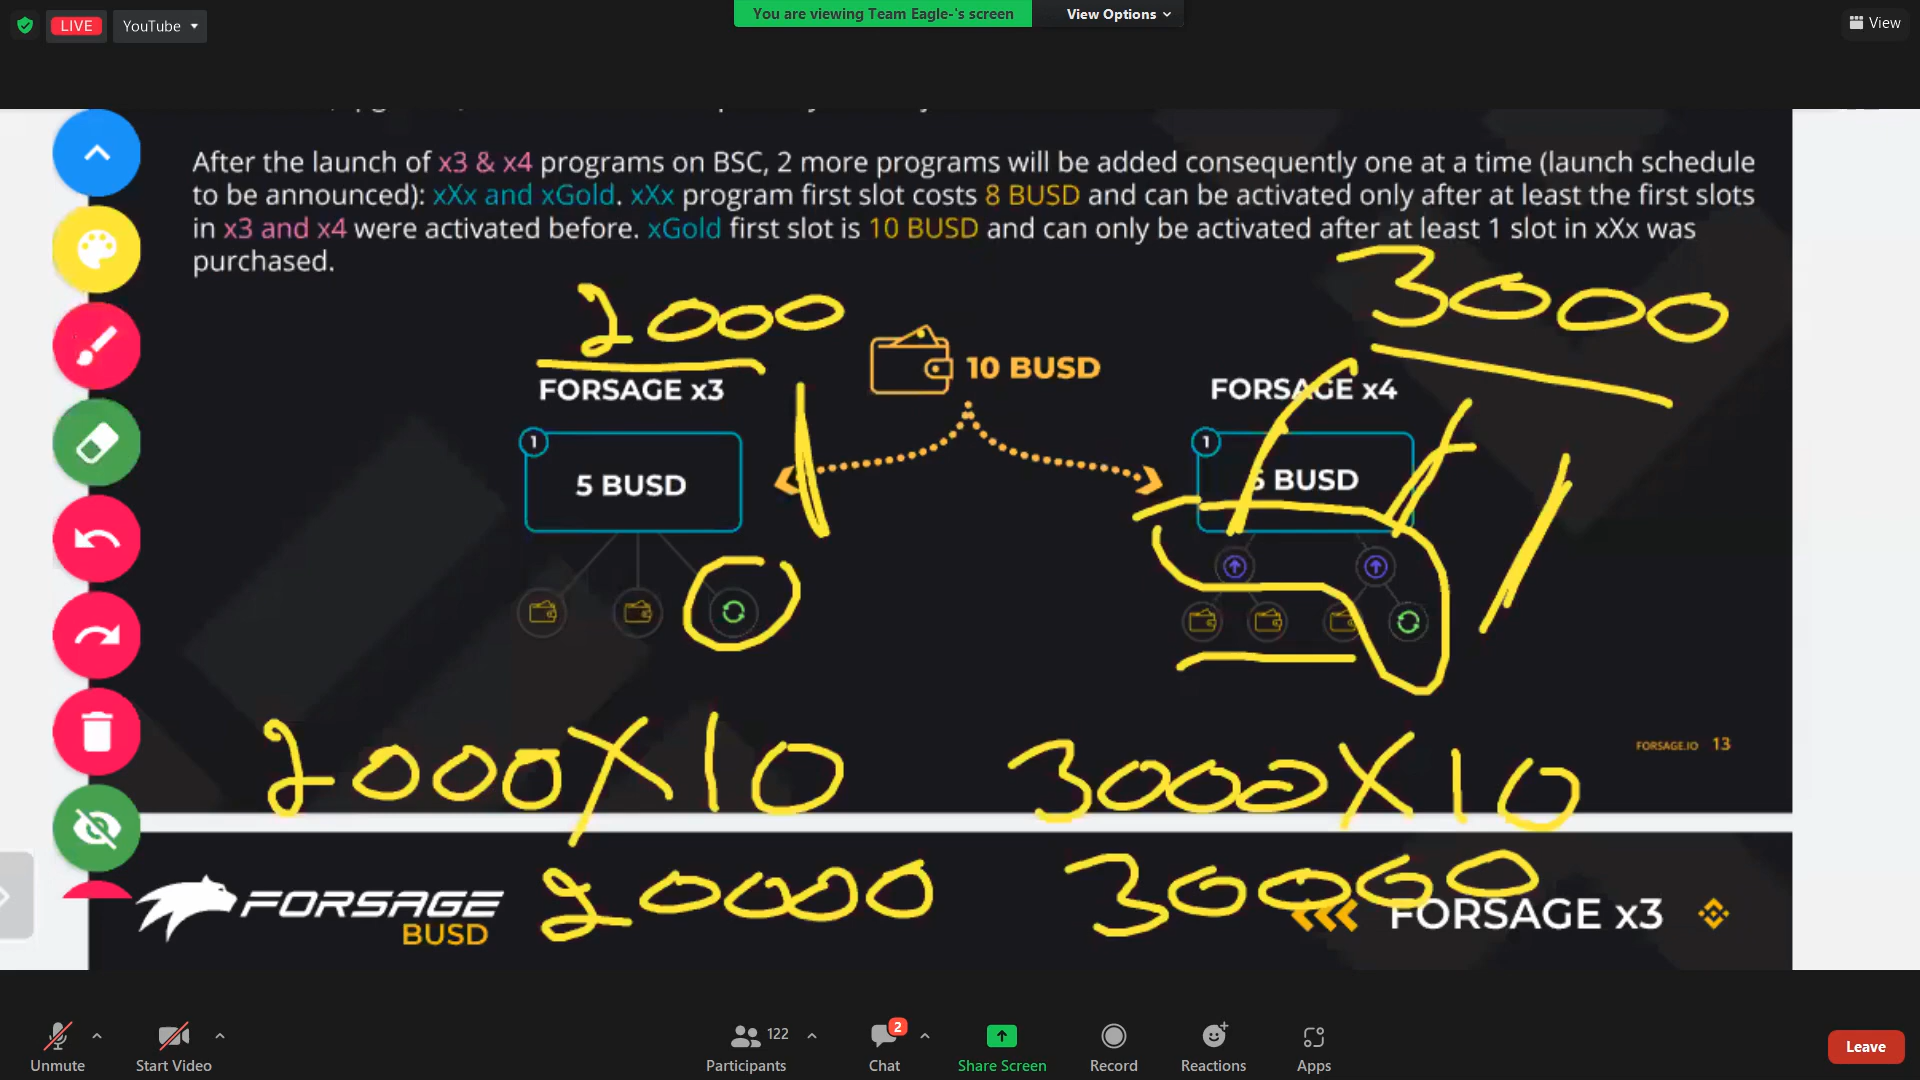 LIVE
YouTube
You are viewing Team Eagle-'s screen
View Options
View
After the launch of x3 & x4 programs on BSC, 2 more programs will be added consequently one at a time (launch schedule
to be announced): xXx and xGold. xXx program first slot costs 8 BUSD and can be activated only after at least the first slots
in x3 and x4 were activated before. xGold first slot is 10 BUSD and can only be activated after at least 1 slot in xXx was
purchased.
2000
3000
10 BUSD
FORSAGE x3
FORSAGE x4
1
5 BUSD
1
5 BUSD
2000X10
3000X10
FORSAGE.IO 13
20000
30000
FORSAGE
BUSD
FORSAGE x3
Unmute
Start Video
122
Participants
2
Chat
Share Screen
Record
Reactions
Apps
Leave